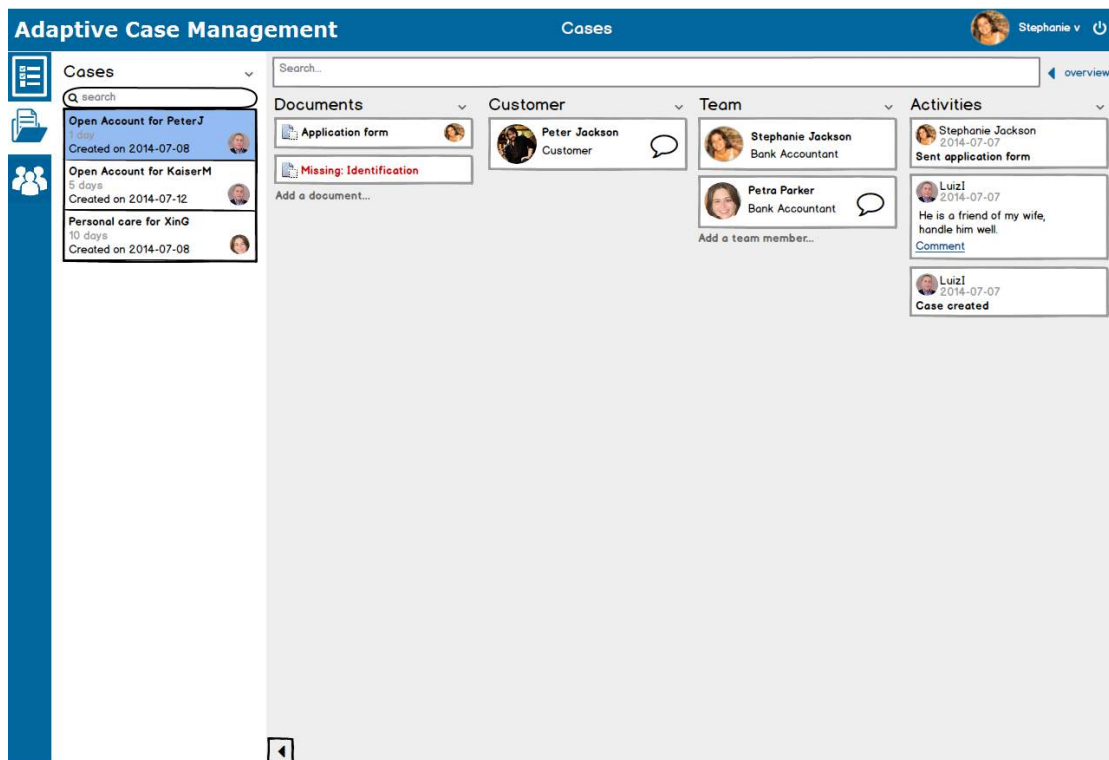 Adaptive Case Management
Cases
Stephanie v
Cases
search
Open Account for PeterJ
1 day
Created on 2014-07-08
Open Account for KaiserM
5 days
Created on 2014-07-12
Personal care for XinG
10 days
Created on 2014-07-08
Search...
overview
Documents
Application form
Missing: Identification
Add a document...
Customer
Peter Jackson
Customer
Team
Stephanie Jackson
Bank Accountant
Petra Parker
Bank Accountant
Add a team member...
Activities
Stephanie Jackson
2014-07-07
Sent application form
LuizI
2014-07-07
He is a friend of my wife,
handle him well.
Comment
LuizI
2014-07-07
Case created